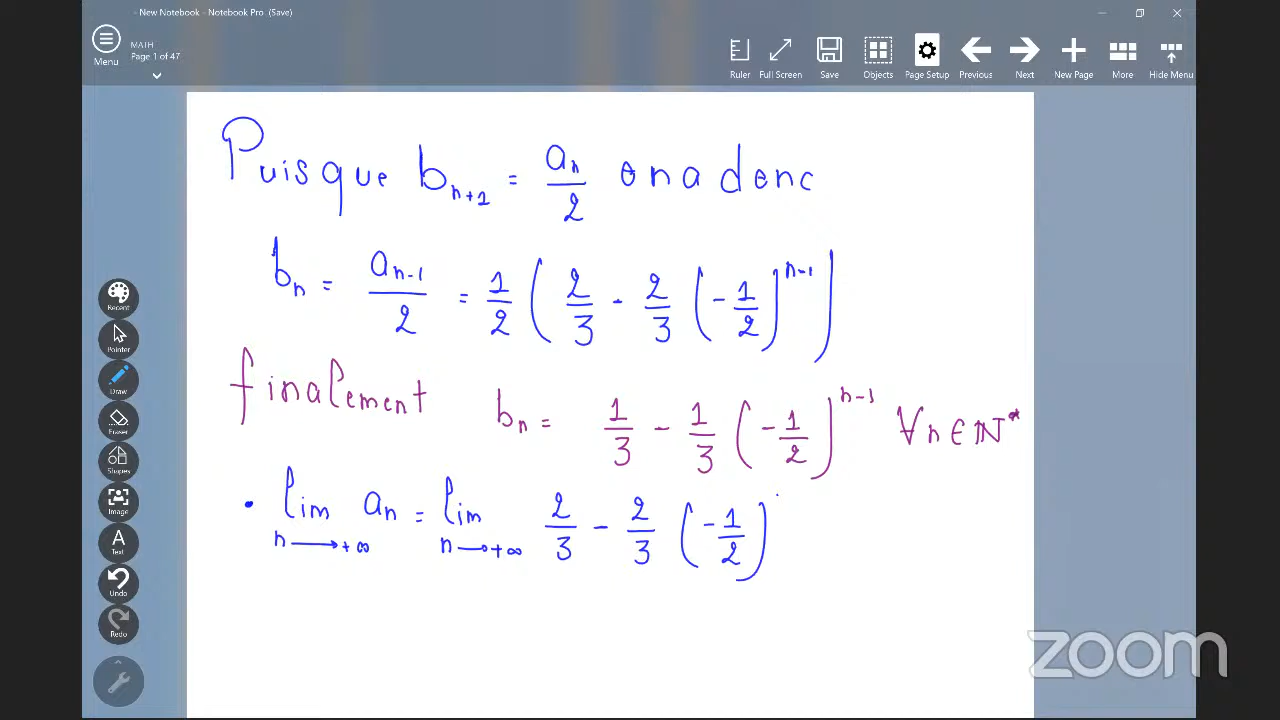 - New Notebook - Notebook Pro (Save)
Menu
MATH
Page 1 of 47
Ruler Full Screen Save Objects Page Setup Previous Next New Page More Hide Menu
Recent
Pointer
Draw
Eraser
Shapes
Image
A
Text
Undo
Redo
Puisque b_{n+1} = a_n/2 on a donc
b_n = a_{n-1}/2 = 1/2 ( 2/3 - 2/3 ( -1/2 )^{n-1} )
finalement b_n = 1/3 - 1/3 ( -1/2 )^{n-1} ∀n∈ℕ*
• lim_{n→+∞} a_n = lim_{n→+∞} 2/3 - 2/3 ( -1/2 )
zoom